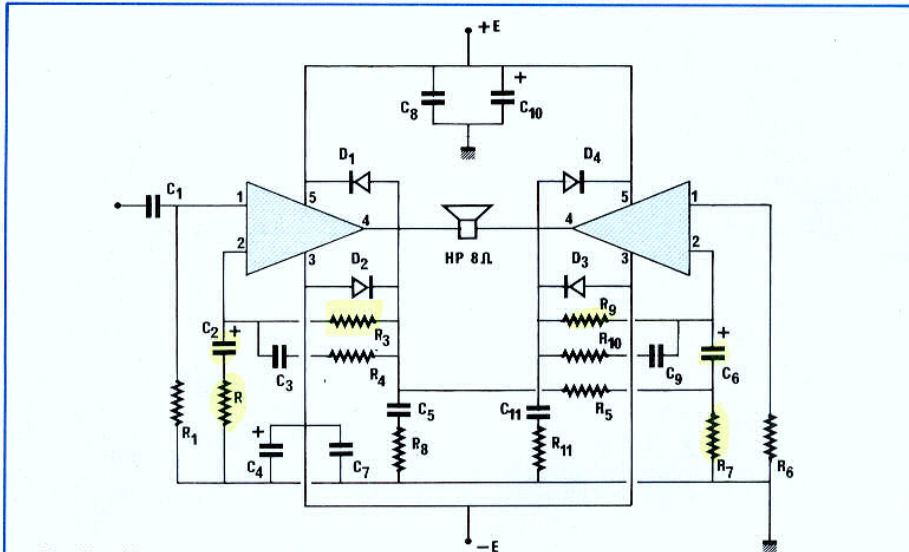 +E
+
C8
C10
D1
D4
C1
1
5
4
4
5
1
2
3
HP 8Ω
3
2
D2
D3
C2
+
R3
R9
+
C3
R4
R10
C9
C6
R
C5
C11
R5
R1
+
C4
C7
R8
R11
R7
R6
-E